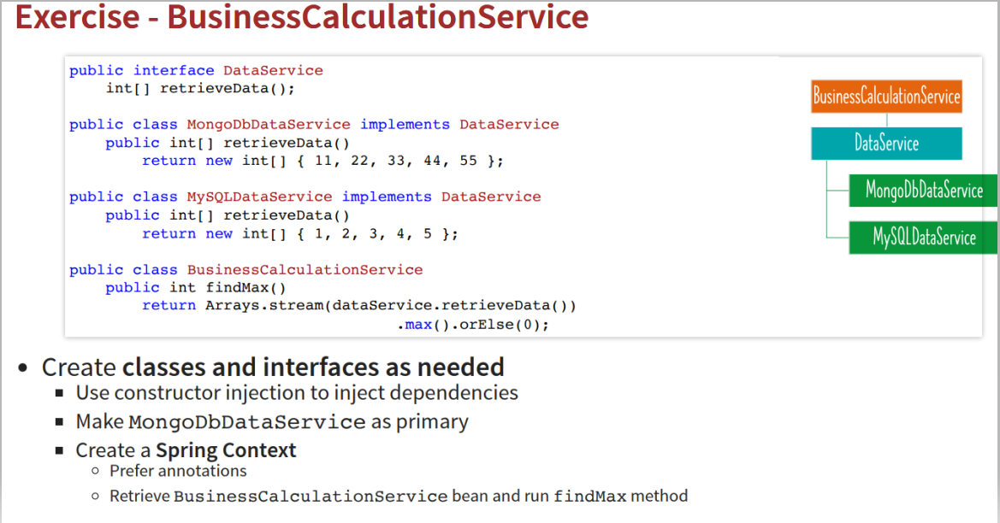 Exercise - BusinessCalculationService
public interface DataService
int[] retrieveData();
public class MongoDbDataService implements DataService
public int[] retrieveData()
return new int[] { 11, 22, 33, 44, 55 };
public class MySQLDataService implements DataService
public int[] retrieveData()
return new int[] { 1, 2, 3, 4, 5 };
public class BusinessCalculationService
public int findMax()
return Arrays.stream(dataService.retrieveData())
.max().orElse(0);
BusinessCalculationService
DataService
MongoDbDataService
MySQLDataService
• Create classes and interfaces as needed
▪ Use constructor injection to inject dependencies
▪ Make MongoDbDataService as primary
▪ Create a Spring Context
◦ Prefer annotations
◦ Retrieve BusinessCalculationService bean and run findMax method